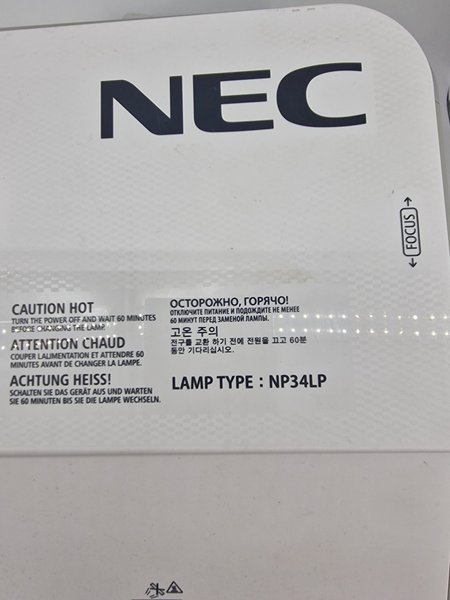 NEC
FOCUS
CAUTION HOT
TURN THE POWER OFF AND WAIT 60 MINUTES
BEFORE CHANGING THE LAMP.
ATTENTION CHAUD
COUPER LALIMENTATION ET ATTENDRE 60
MINUTES AVANT DE CHANGER LA LAMPE.
ACHTUNG HEISS!
SCHALTEN SIE DAS GERÄT AUS UND WARTEN
SIE 60 MINUTEN BIS SIE DIE LAMPE WECHSELN.
ОСТОРОЖНО, ГОРЯЧО!
ОТКЛЮЧИТЕ ПИТАНИЕ И ПОДОЖДИТЕ НЕ МЕНЕЕ
60 МИНУТ ПЕРЕД ЗАМЕНОЙ ЛАМПЫ.
고온 주의
전구를 교환 하기 전에 전원을 끄고 60분
동안 기다리십시오.
LAMP TYPE : NP34LP